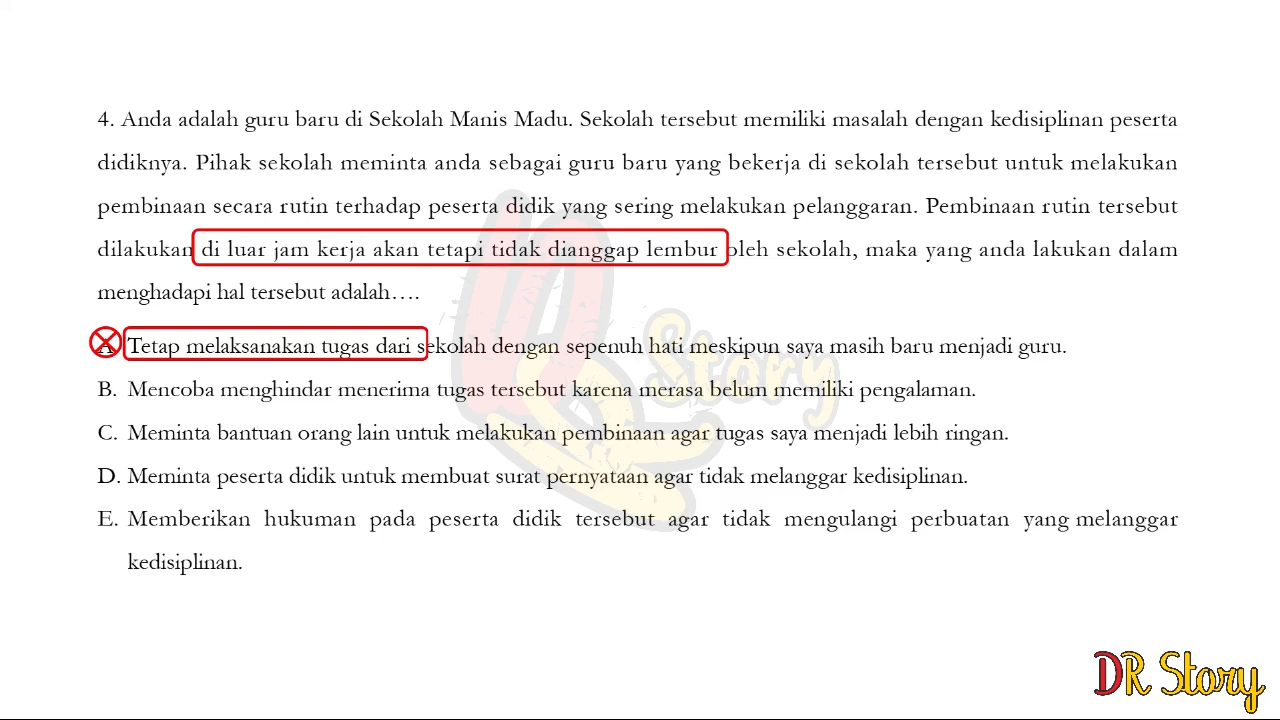 4. Anda adalah guru baru di Sekolah Manis Madu. Sekolah tersebut memiliki masalah dengan kedisiplinan peserta
didiknya. Pihak sekolah meminta anda sebagai guru baru yang bekerja di sekolah tersebut untuk melakukan
pembinaan secara rutin terhadap peserta didik yang sering melakukan pelanggaran. Pembinaan rutin tersebut
dilakukan di luar jam kerja akan tetapi tidak dianggap lembur oleh sekolah, maka yang anda lakukan dalam
menghadapi hal tersebut adalah….
A. Tetap melaksanakan tugas dari sekolah dengan sepenuh hati meskipun saya masih baru menjadi guru.
B. Mencoba menghindar menerima tugas tersebut karena merasa belum memiliki pengalaman.
C. Meminta bantuan orang lain untuk melakukan pembinaan agar tugas saya menjadi lebih ringan.
D. Meminta peserta didik untuk membuat surat pernyataan agar tidak melanggar kedisiplinan.
E. Memberikan hukuman pada peserta didik tersebut agar tidak mengulangi perbuatan yang melanggar
kedisiplinan.
Story
DR Story